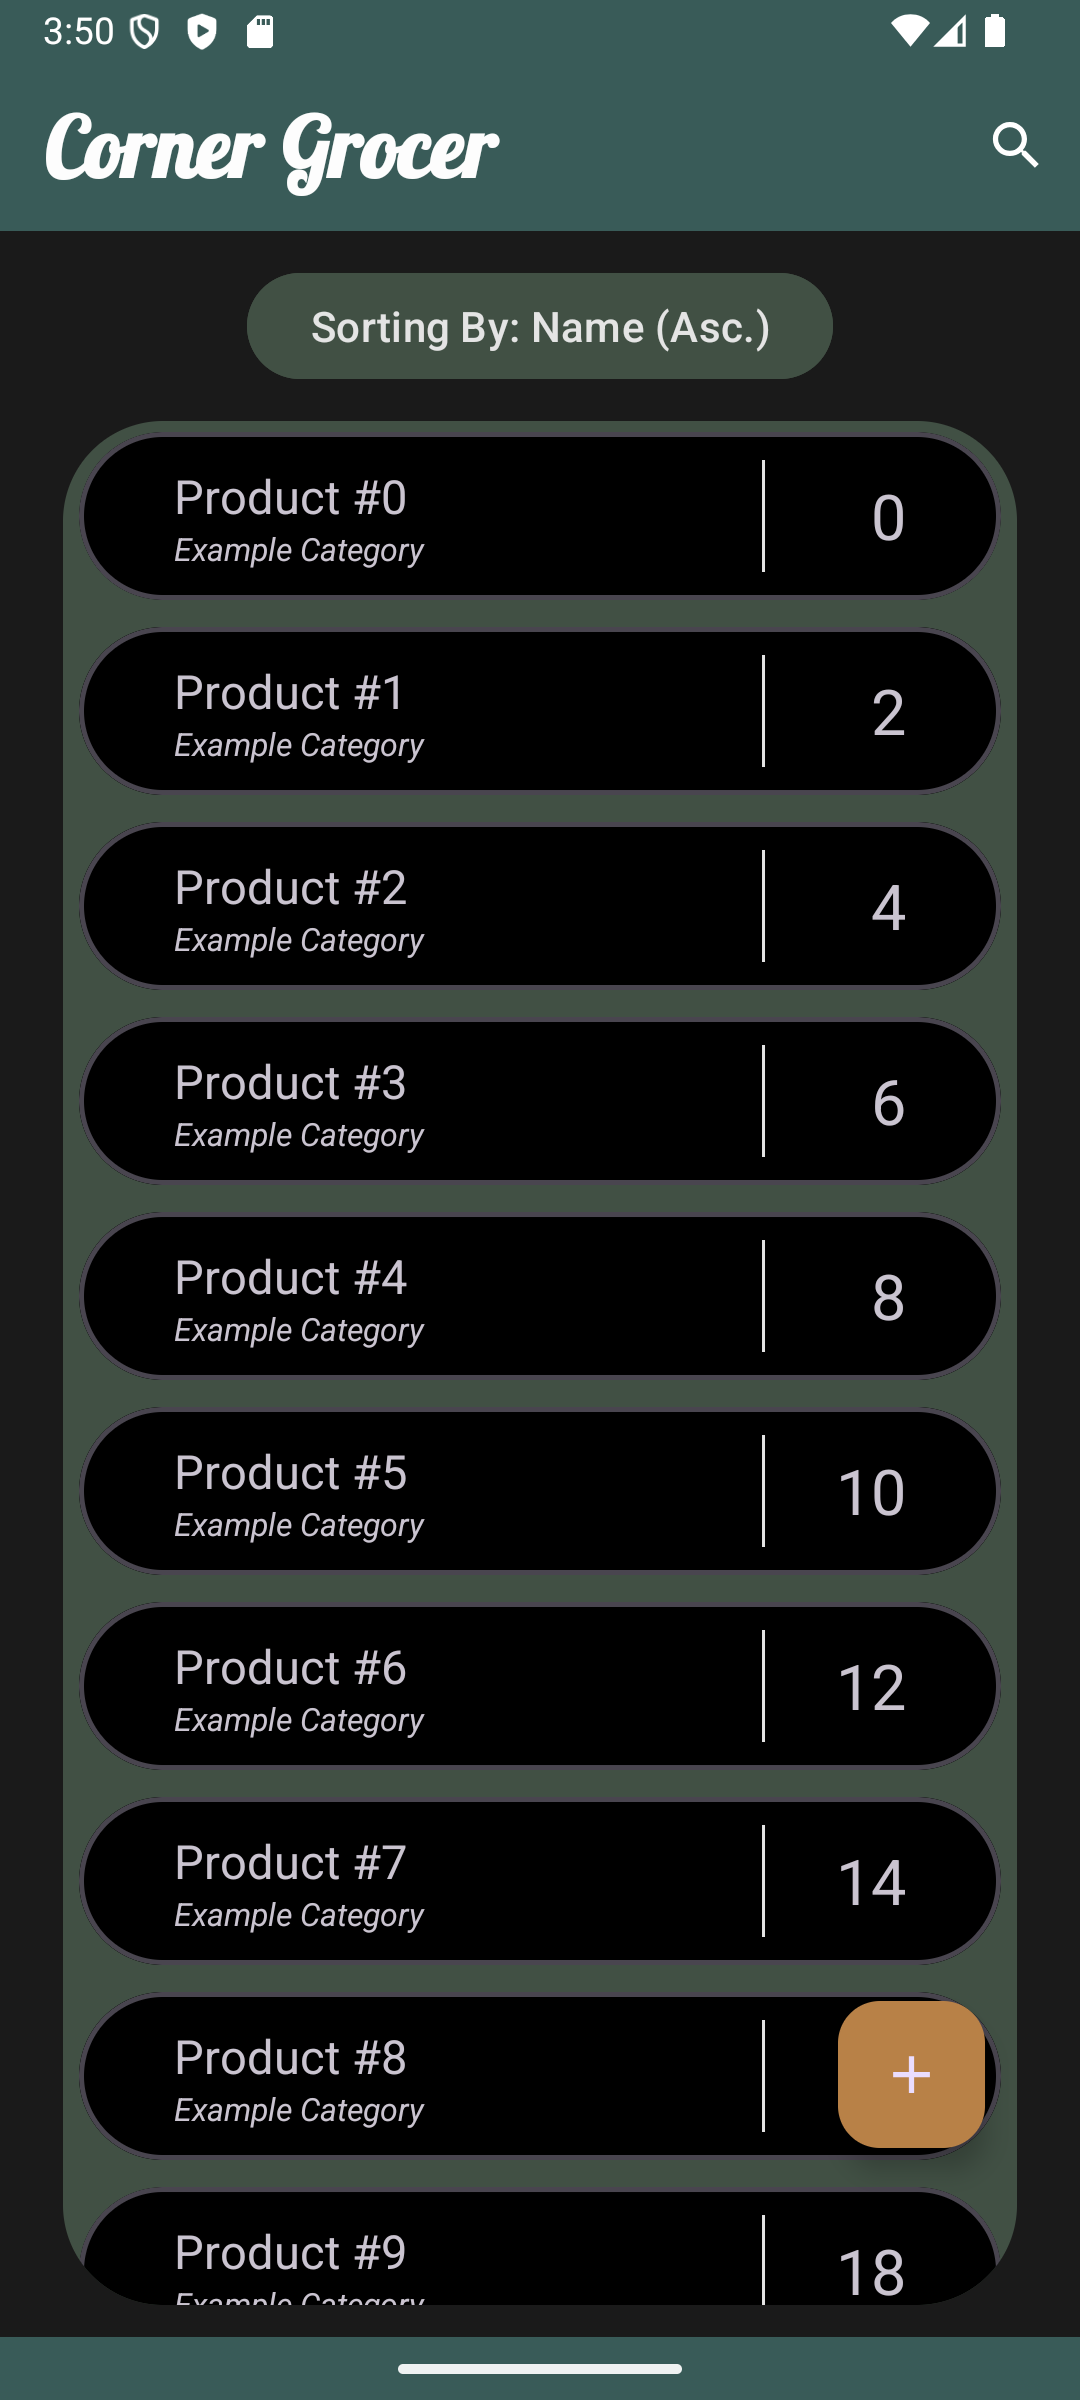 3:50
Corner Grocer
Sorting By: Name (Asc.)
Product #0
Example Category
0
Product #1
Example Category
2
Product #2
Example Category
4
Product #3
Example Category
6
Product #4
Example Category
8
Product #5
Example Category
10
Product #6
Example Category
12
Product #7
Example Category
14
Product #8
Example Category
+
Product #9
Example Category
18